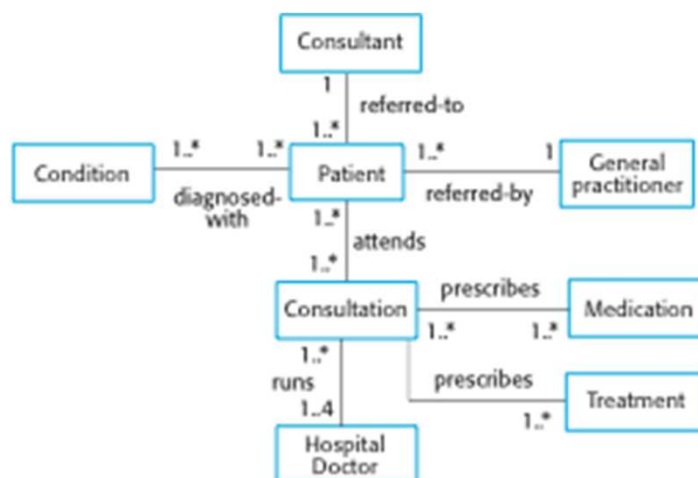 Consultant
1
referred-to
1..*
Condition
1..*
1..*
diagnosed-
with
Patient
1..*
1
referred-by
General
practitioner
1..*
attends
1..*
Consultation
prescribes
1..*
1..*
Medication
prescribes
1..*
Treatment
1..*
runs
1..4
Hospital
Doctor